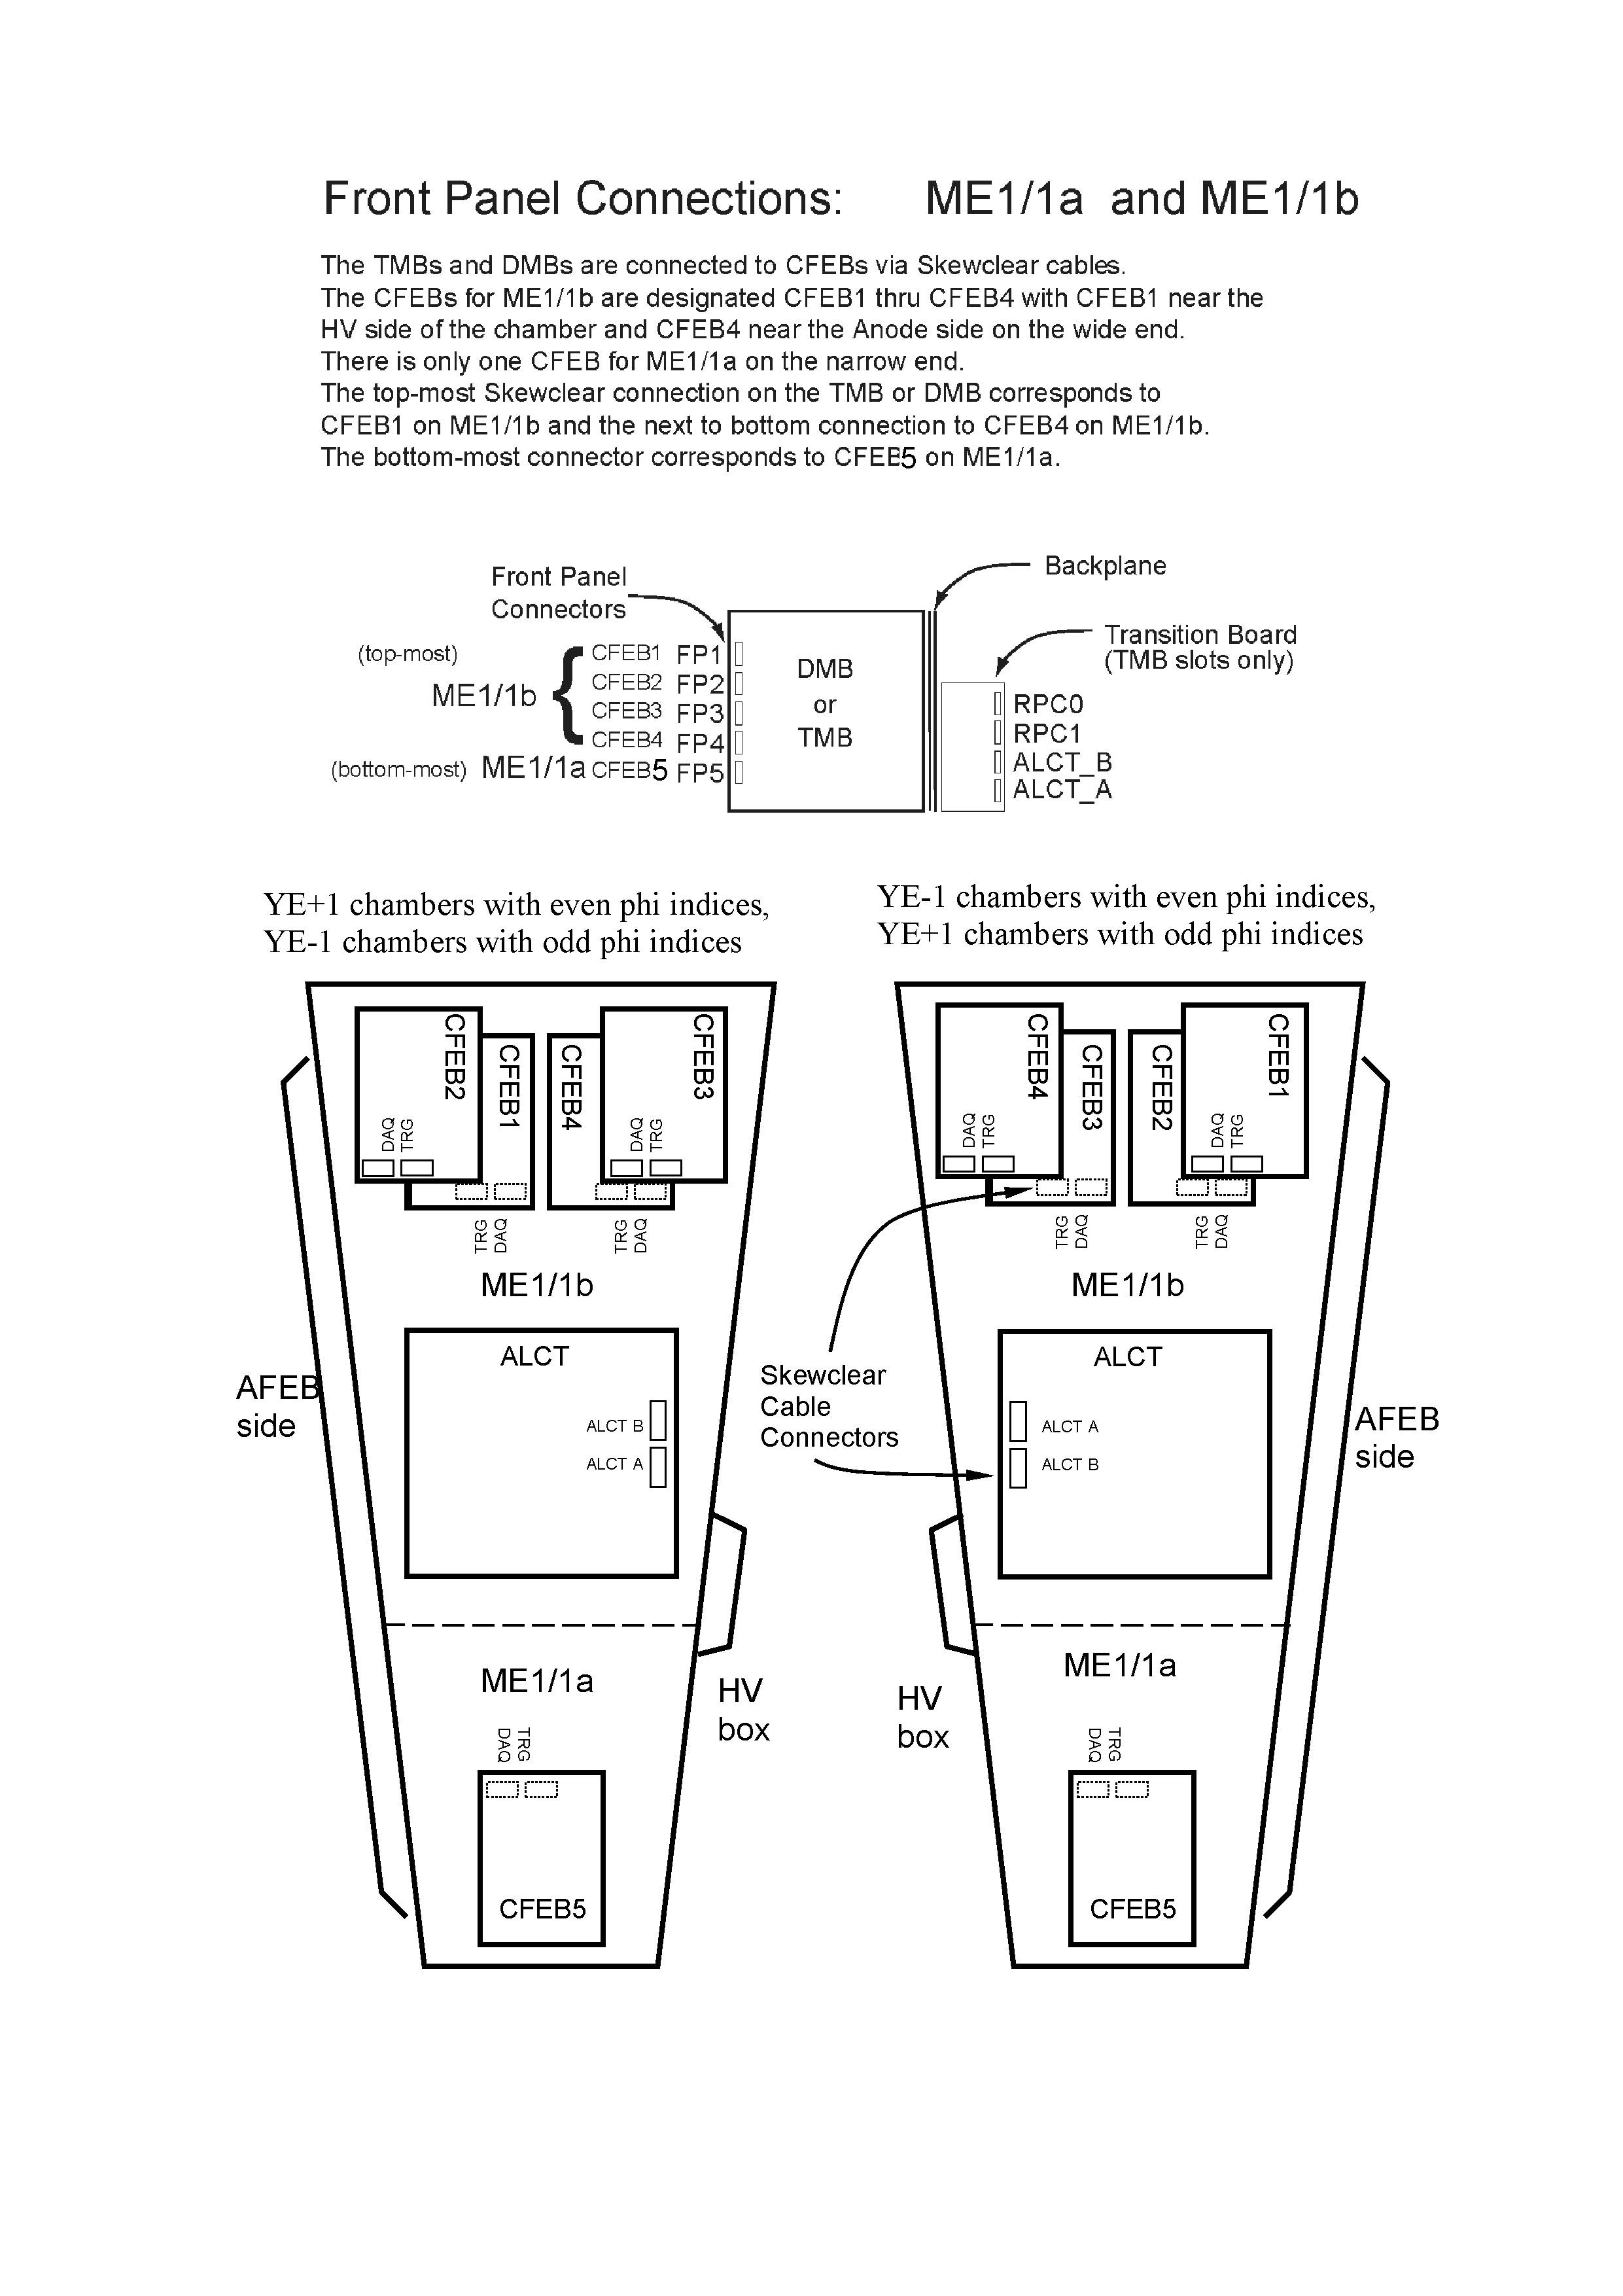 Front Panel Connections: ME1/1a and ME1/1b
The TMBs and DMBs are connected to CFEBs via Skewclear cables.
The CFEBs for ME1/1b are designated CFEB1 thru CFEB4 with CFEB1 near the
HV side of the chamber and CFEB4 near the Anode side on the wide end.
There is only one CFEB for ME1/1a on the narrow end.
The top-most Skewclear connection on the TMB or DMB corresponds to
CFEB1 on ME1/1b and the next to bottom connection to CFEB4 on ME1/1b.
The bottom-most connector corresponds to CFEB5 on ME1/1a.
Front Panel
Connectors
Backplane
Transition Board
(TMB slots only)
(top-most)
ME1/1b
CFEB1 FP1
CFEB2 FP2
CFEB3 FP3
CFEB4 FP4
(bottom-most) ME1/1a CFEB5 FP5
DMB
or
TMB
RPC0
RPC1
ALCT_B
ALCT_A
YE+1 chambers with even phi indices,
YE-1 chambers with odd phi indices
CFEB2
CFEB1
CFEB4
CFEB3
DAQ
TRG
DAQ
TRG
TRG
DAQ
TRG
DAQ
ME1/1b
ALCT
ALCT B
ALCT A
AFEB
side
ME1/1a
HV
box
DAQ
TRG
CFEB5
Skewclear
Cable
Connectors
YE-1 chambers with even phi indices,
YE+1 chambers with odd phi indices
CFEB4
CFEB3
CFEB2
CFEB1
DAQ
TRG
DAQ
TRG
TRG
DAQ
TRG
DAQ
ME1/1b
ALCT
ALCT A
ALCT B
AFEB
side
ME1/1a
HV
box
DAQ
TRG
CFEB5